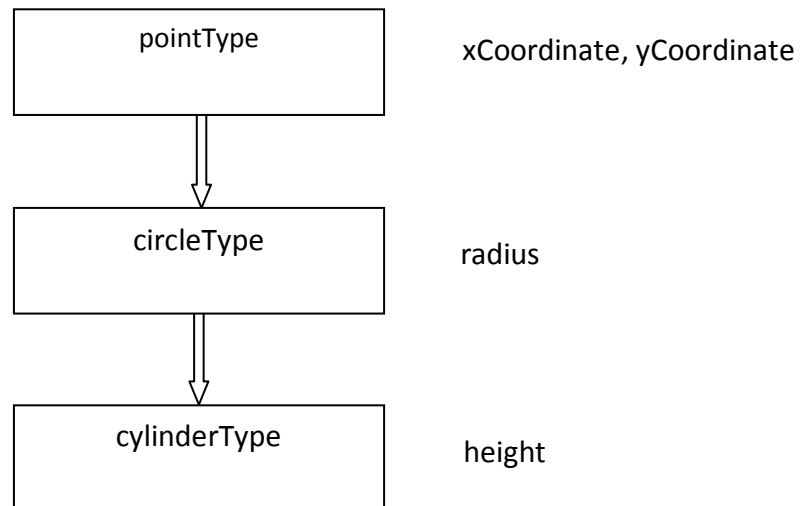 pointType
xCoordinate, yCoordinate
circleType
radius
cylinderType
height